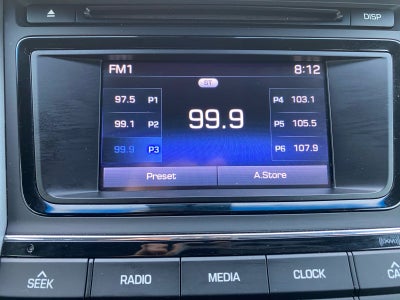 DISP
FM1 8:12
ST
97.5 P1 P4 103.1
99.1 P2 99.9 P5 105.5
99.9 P3 P6 107.9
Preset A.Store
SEEK RADIO MEDIA CLOCK